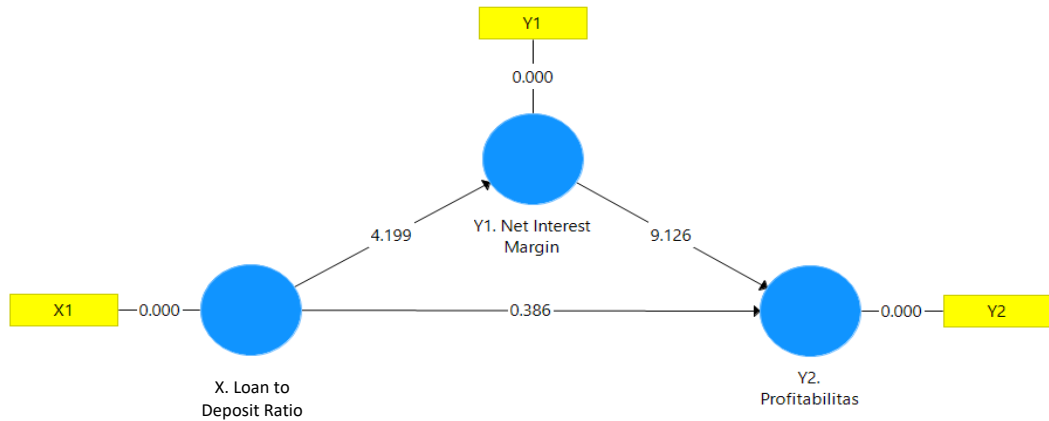 Y1
0.000
Y1. Net Interest
Margin
4.199
9.126
X1
0.000
0.386
0.000
Y2
X. Loan to
Deposit Ratio
Y2.
Profitabilitas